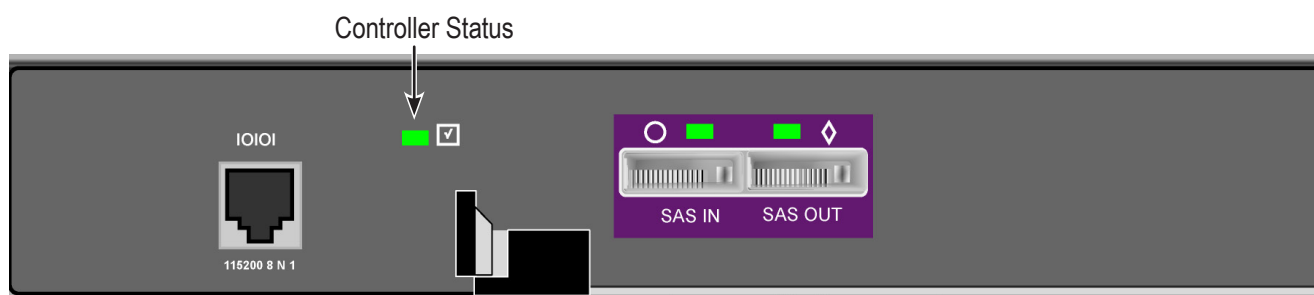 Controller Status
IOIOI
SAS IN
SAS OUT
115200 8 N 1